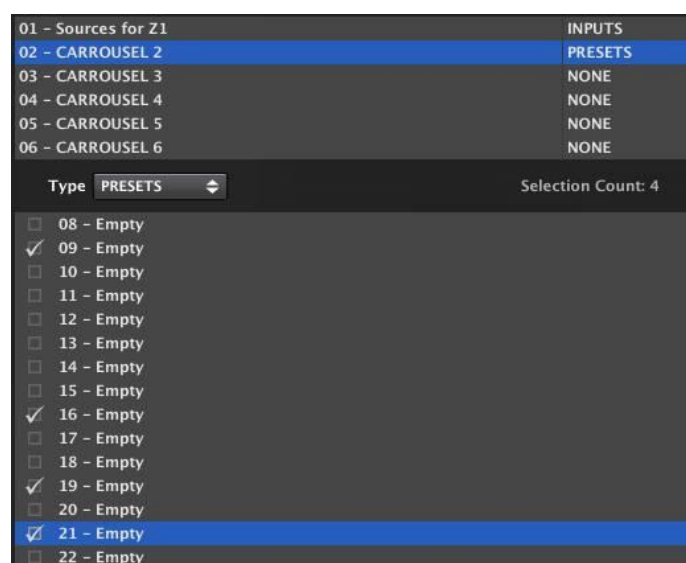 01 – Sources for Z1 INPUTS
02 – CARROUSEL 2 PRESETS
03 – CARROUSEL 3 NONE
04 – CARROUSEL 4 NONE
05 – CARROUSEL 5 NONE
06 – CARROUSEL 6 NONE
Type PRESETS Selection Count: 4
08 – Empty
09 – Empty
10 – Empty
11 – Empty
12 – Empty
13 – Empty
14 – Empty
15 – Empty
16 – Empty
17 – Empty
18 – Empty
19 – Empty
20 – Empty
21 – Empty
22 – Empty